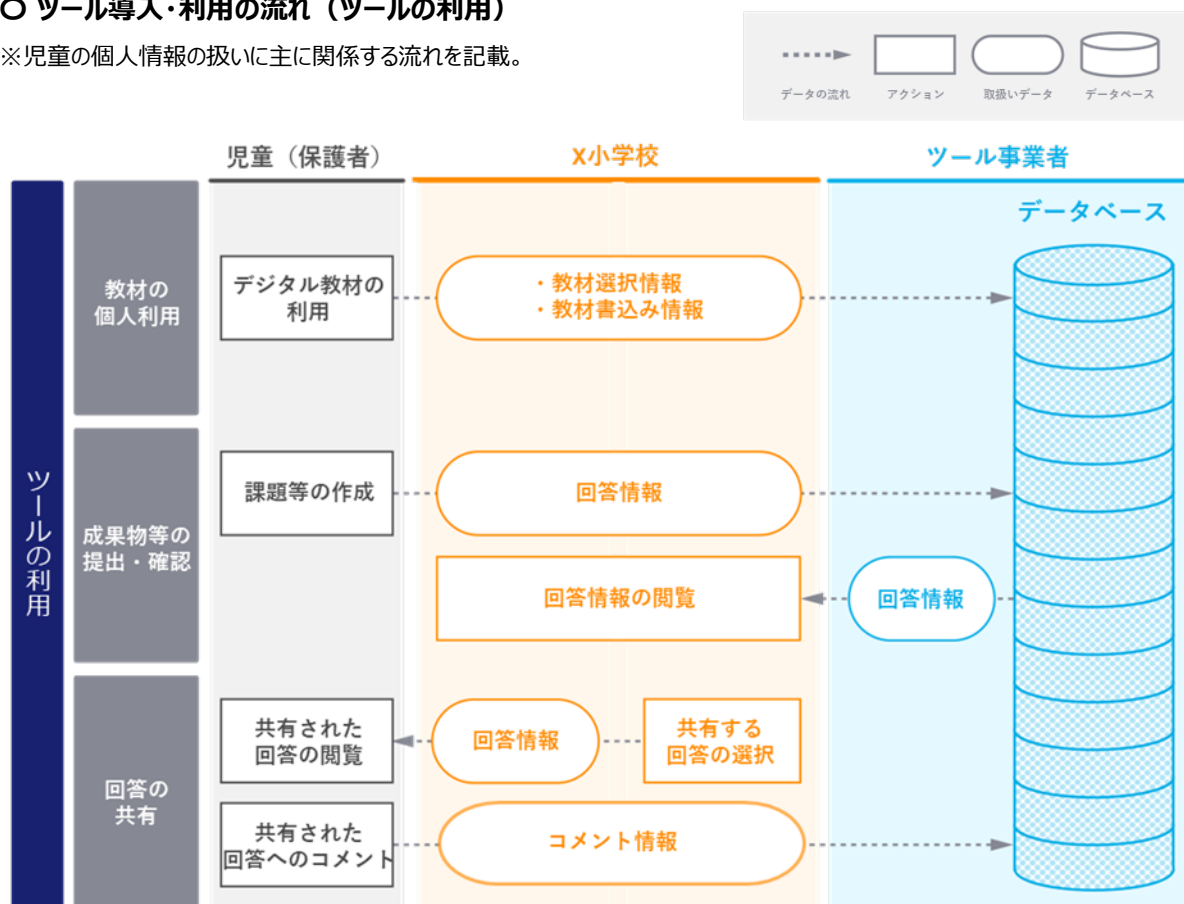 ○ ツール導入・利用の流れ（ツールの利用）
※児童の個人情報の扱いに主に関係する流れを記載。
データの流れ
アクション
取扱いデータ
データベース
児童（保護者）
X小学校
ツール事業者
データベース
ツールの利用
教材の
個人利用
デジタル教材の
利用
・教材選択情報
・教材書込み情報
成果物等の
提出・確認
課題等の作成
回答情報
回答情報の閲覧
回答情報
回答の
共有
共有された
回答の閲覧
回答情報
共有する
回答の選択
共有された
回答へのコメント
コメント情報